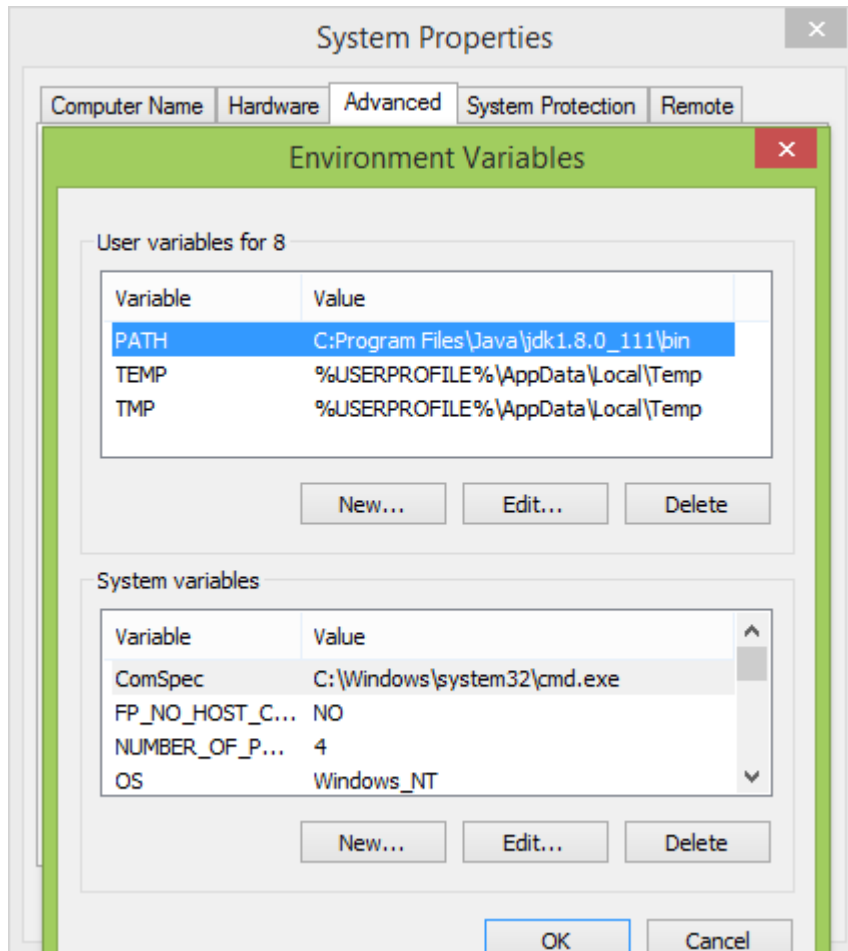 System Properties
Computer Name Hardware Advanced System Protection Remote
Environment Variables
User variables for 8
Variable Value
PATH C:Program Files\Java\jdk1.8.0_111\bin
TEMP %USERPROFILE%\AppData\Local\Temp
TMP %USERPROFILE%\AppData\Local\Temp
New... Edit... Delete
System variables
Variable Value
ComSpec C:\Windows\system32\cmd.exe
FP_NO_HOST_C... NO
NUMBER_OF_P... 4
OS Windows_NT
New... Edit... Delete
OK Cancel